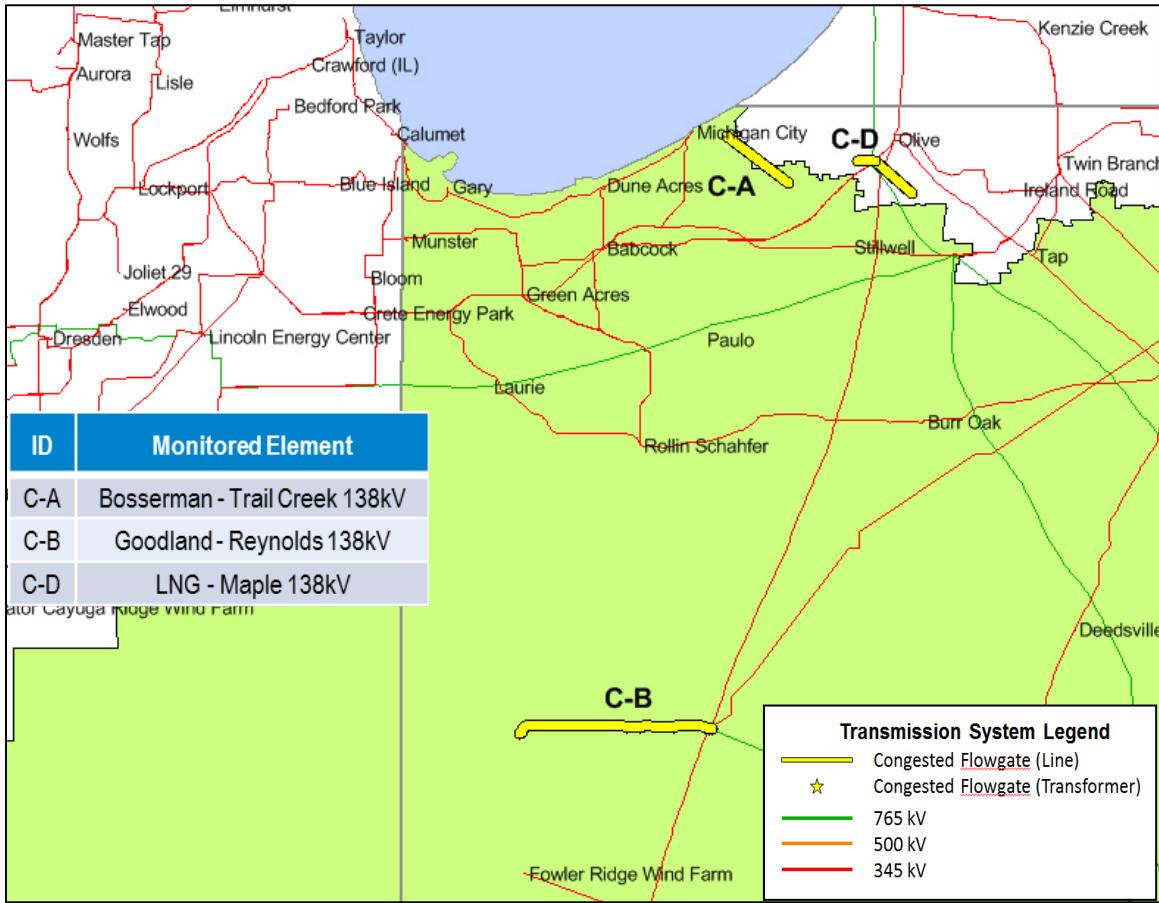 Elmhurst
Taylor
Master Tap
Kenzie Creek
Crawford (IL)
Aurora
Lisle
Bedford Park
Wolfs
Calumet
Michigan City
C-D
Olive
Twin Branch
Lockport
Blue Island
Gary
Dune Acres
C-A
Ireland Road
Munster
Babcock
Stillwell
Tap
Joliet 29
Bloom
Green Acres
Elwood
Crete Energy Park
Dresden
Lincoln Energy Center
Paulo
Laurie
Burr Oak
Rollin Schahfer
ID Monitored Element
C-A Bosserman - Trail Creek 138kV
C-B Goodland - Reynolds 138kV
C-D LNG - Maple 138kV
ator Cayuga Ridge Wind Farm
Deedsville
C-B
Fowler Ridge Wind Farm
Transmission System Legend
Congested Flowgate (Line)
Congested Flowgate (Transformer)
765 kV
500 kV
345 kV